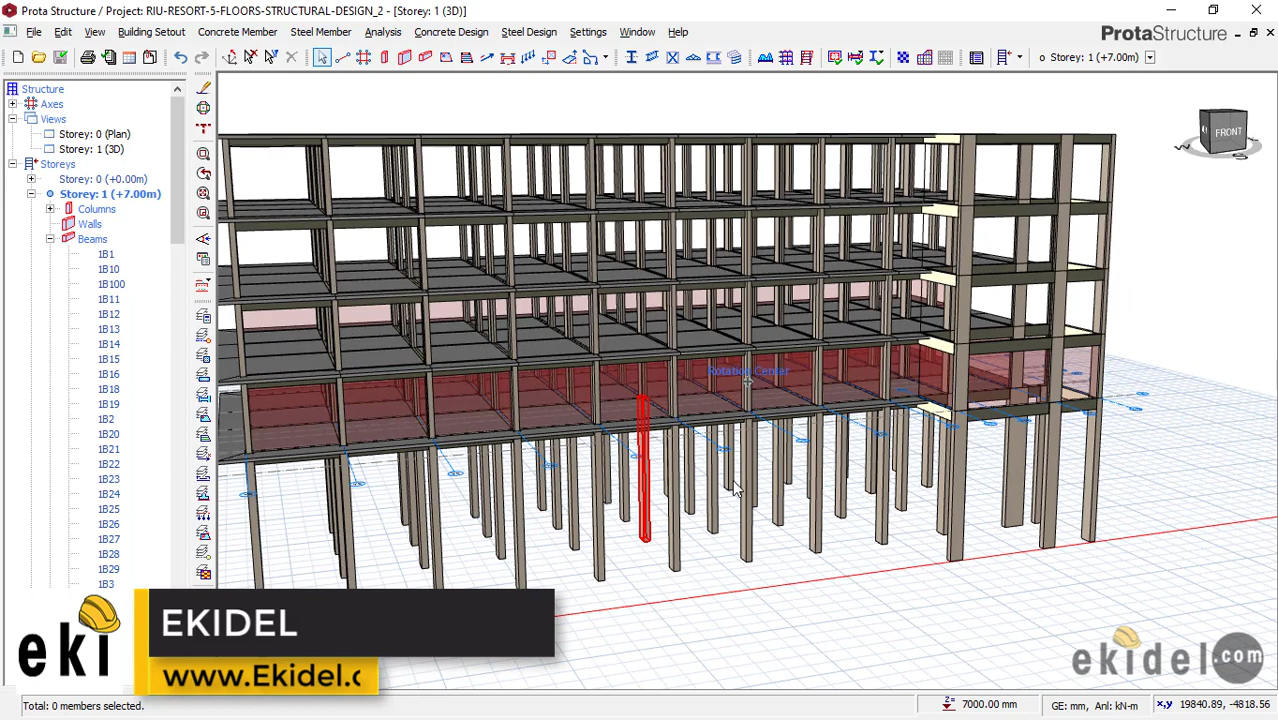 Prota Structure / Project: RIU-RESORT-5-FLOORS-STRUCTURAL-DESIGN_2 - [Storey: 1 (3D)]
File Edit View Building Setout Concrete Member Steel Member Analysis Concrete Design Steel Design Settings Window Help
ProtaStructure
Storey: 1 (+7.00m)
Structure
Axes
Views
Storey: 0 (Plan)
Storey: 1 (3D)
Storeys
Storey: 0 (+0.00m)
Storey: 1 (+7.00m)
Columns
Walls
Beams
1B1
1B10
1B100
1B11
1B12
1B13
1B14
1B15
1B16
1B18
1B19
1B2
1B20
1B21
1B22
1B23
1B24
1B25
1B26
1B27
1B28
1B29
1B3
FRONT
Rotation Center
eki
EKIDEL
www.Ekidel.c
ekidel.com
Total: 0 members selected.
Z= 7000.00 mm
GE: mm, Anl: kN-m
x,y 19840.89, -4818.56